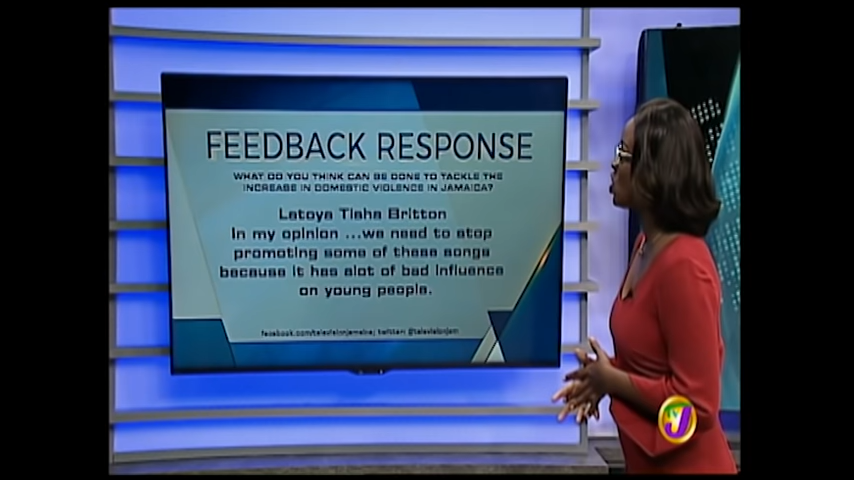 FEEDBACK RESPONSE
WHAT DO YOU THINK CAN BE DONE TO TACKLE THE
INCREASE IN DOMESTIC VIOLENCE IN JAMAICA?
Latoya Tisha Britton
In my opinion ...we need to stop
promoting some of these songs
because it has alot of bad influence
on young people.
facebook.com/televisionjamaica; twitter: @televisionjam
TVJ